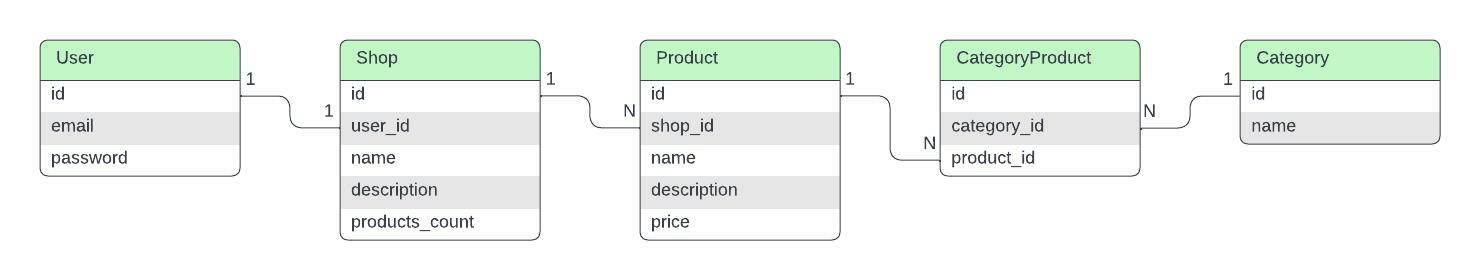 User
id
email
password
1
1
Shop
id
user_id
name
description
products_count
1
N
Product
id
shop_id
name
description
price
1
N
CategoryProduct
id
category_id
product_id
N
1
Category
id
name